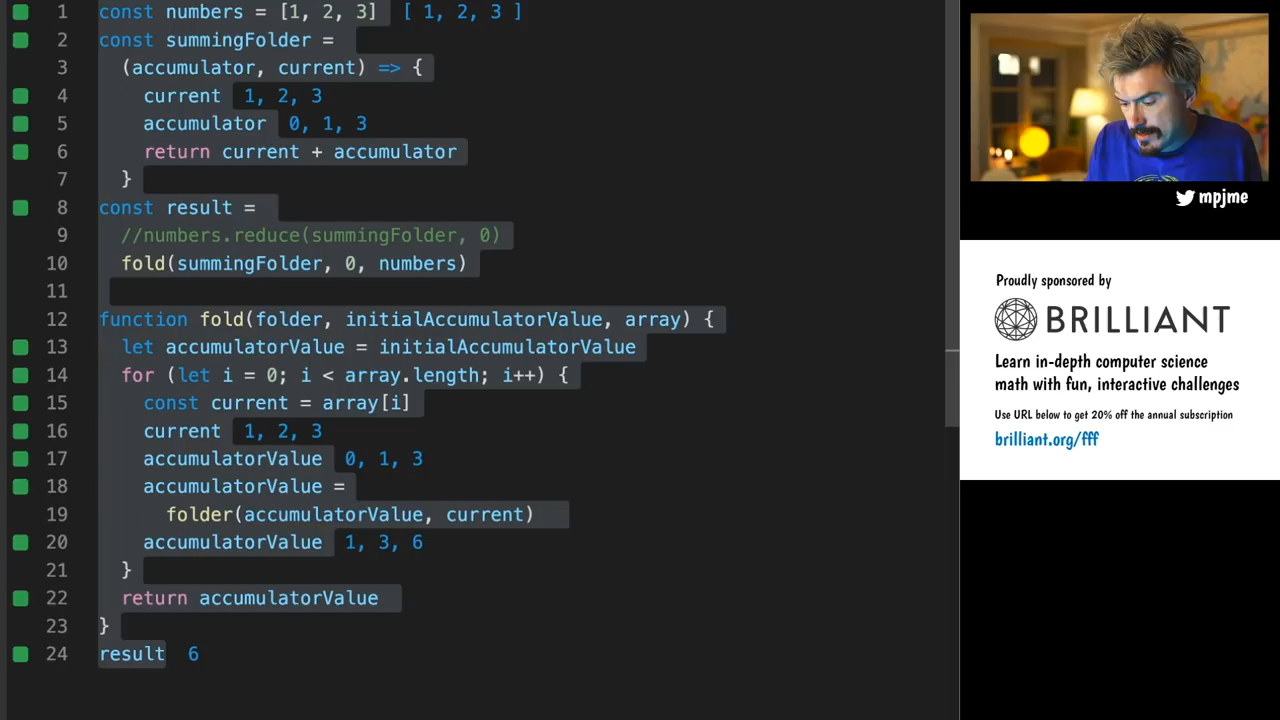 1 const numbers = [1, 2, 3] [ 1, 2, 3 ]
2 const summingFolder =
3 (accumulator, current) => {
4 current 1, 2, 3
5 accumulator 0, 1, 3
6 return current + accumulator
7 }
8 const result =
9 //numbers.reduce(summingFolder, 0)
10 fold(summingFolder, 0, numbers)
11
12 function fold(folder, initialAccumulatorValue, array) {
13 let accumulatorValue = initialAccumulatorValue
14 for (let i = 0; i < array.length; i++) {
15 const current = array[i]
16 current 1, 2, 3
17 accumulatorValue 0, 1, 3
18 accumulatorValue =
19 folder(accumulatorValue, current)
20 accumulatorValue 1, 3, 6
21 }
22 return accumulatorValue
23 }
24 result 6
mpjme
Proudly sponsored by
BRILLIANT
Learn in-depth computer science
math with fun, interactive challenges
Use URL below to get 20% off the annual subscription
brilliant.org/fff